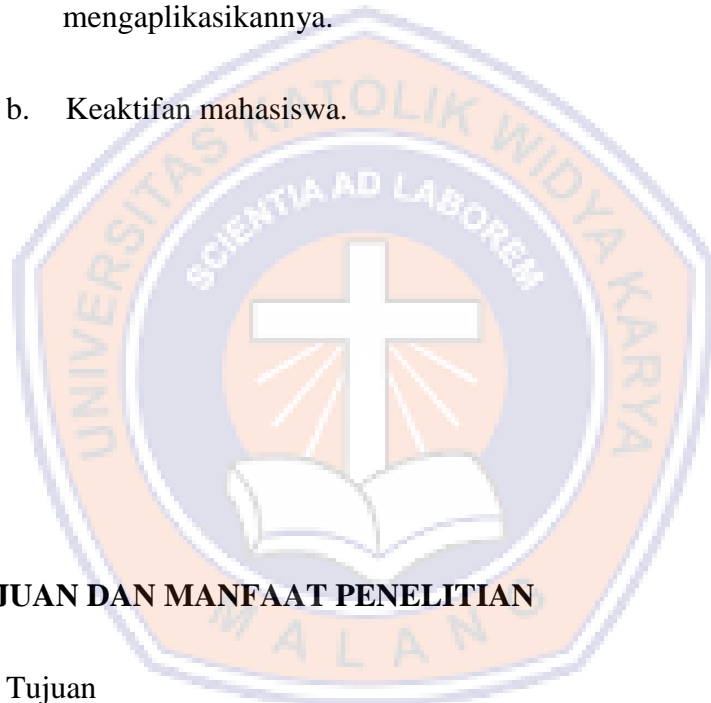 mengaplikasikannya.
b. Keaktifan mahasiswa.
UNIVERSITAS KATOLIK WIDYA KARYA
SCIENTIA AD LABOREM
JUAN DAN MANFAAT PENELITIAN
MALANG
Tujuan